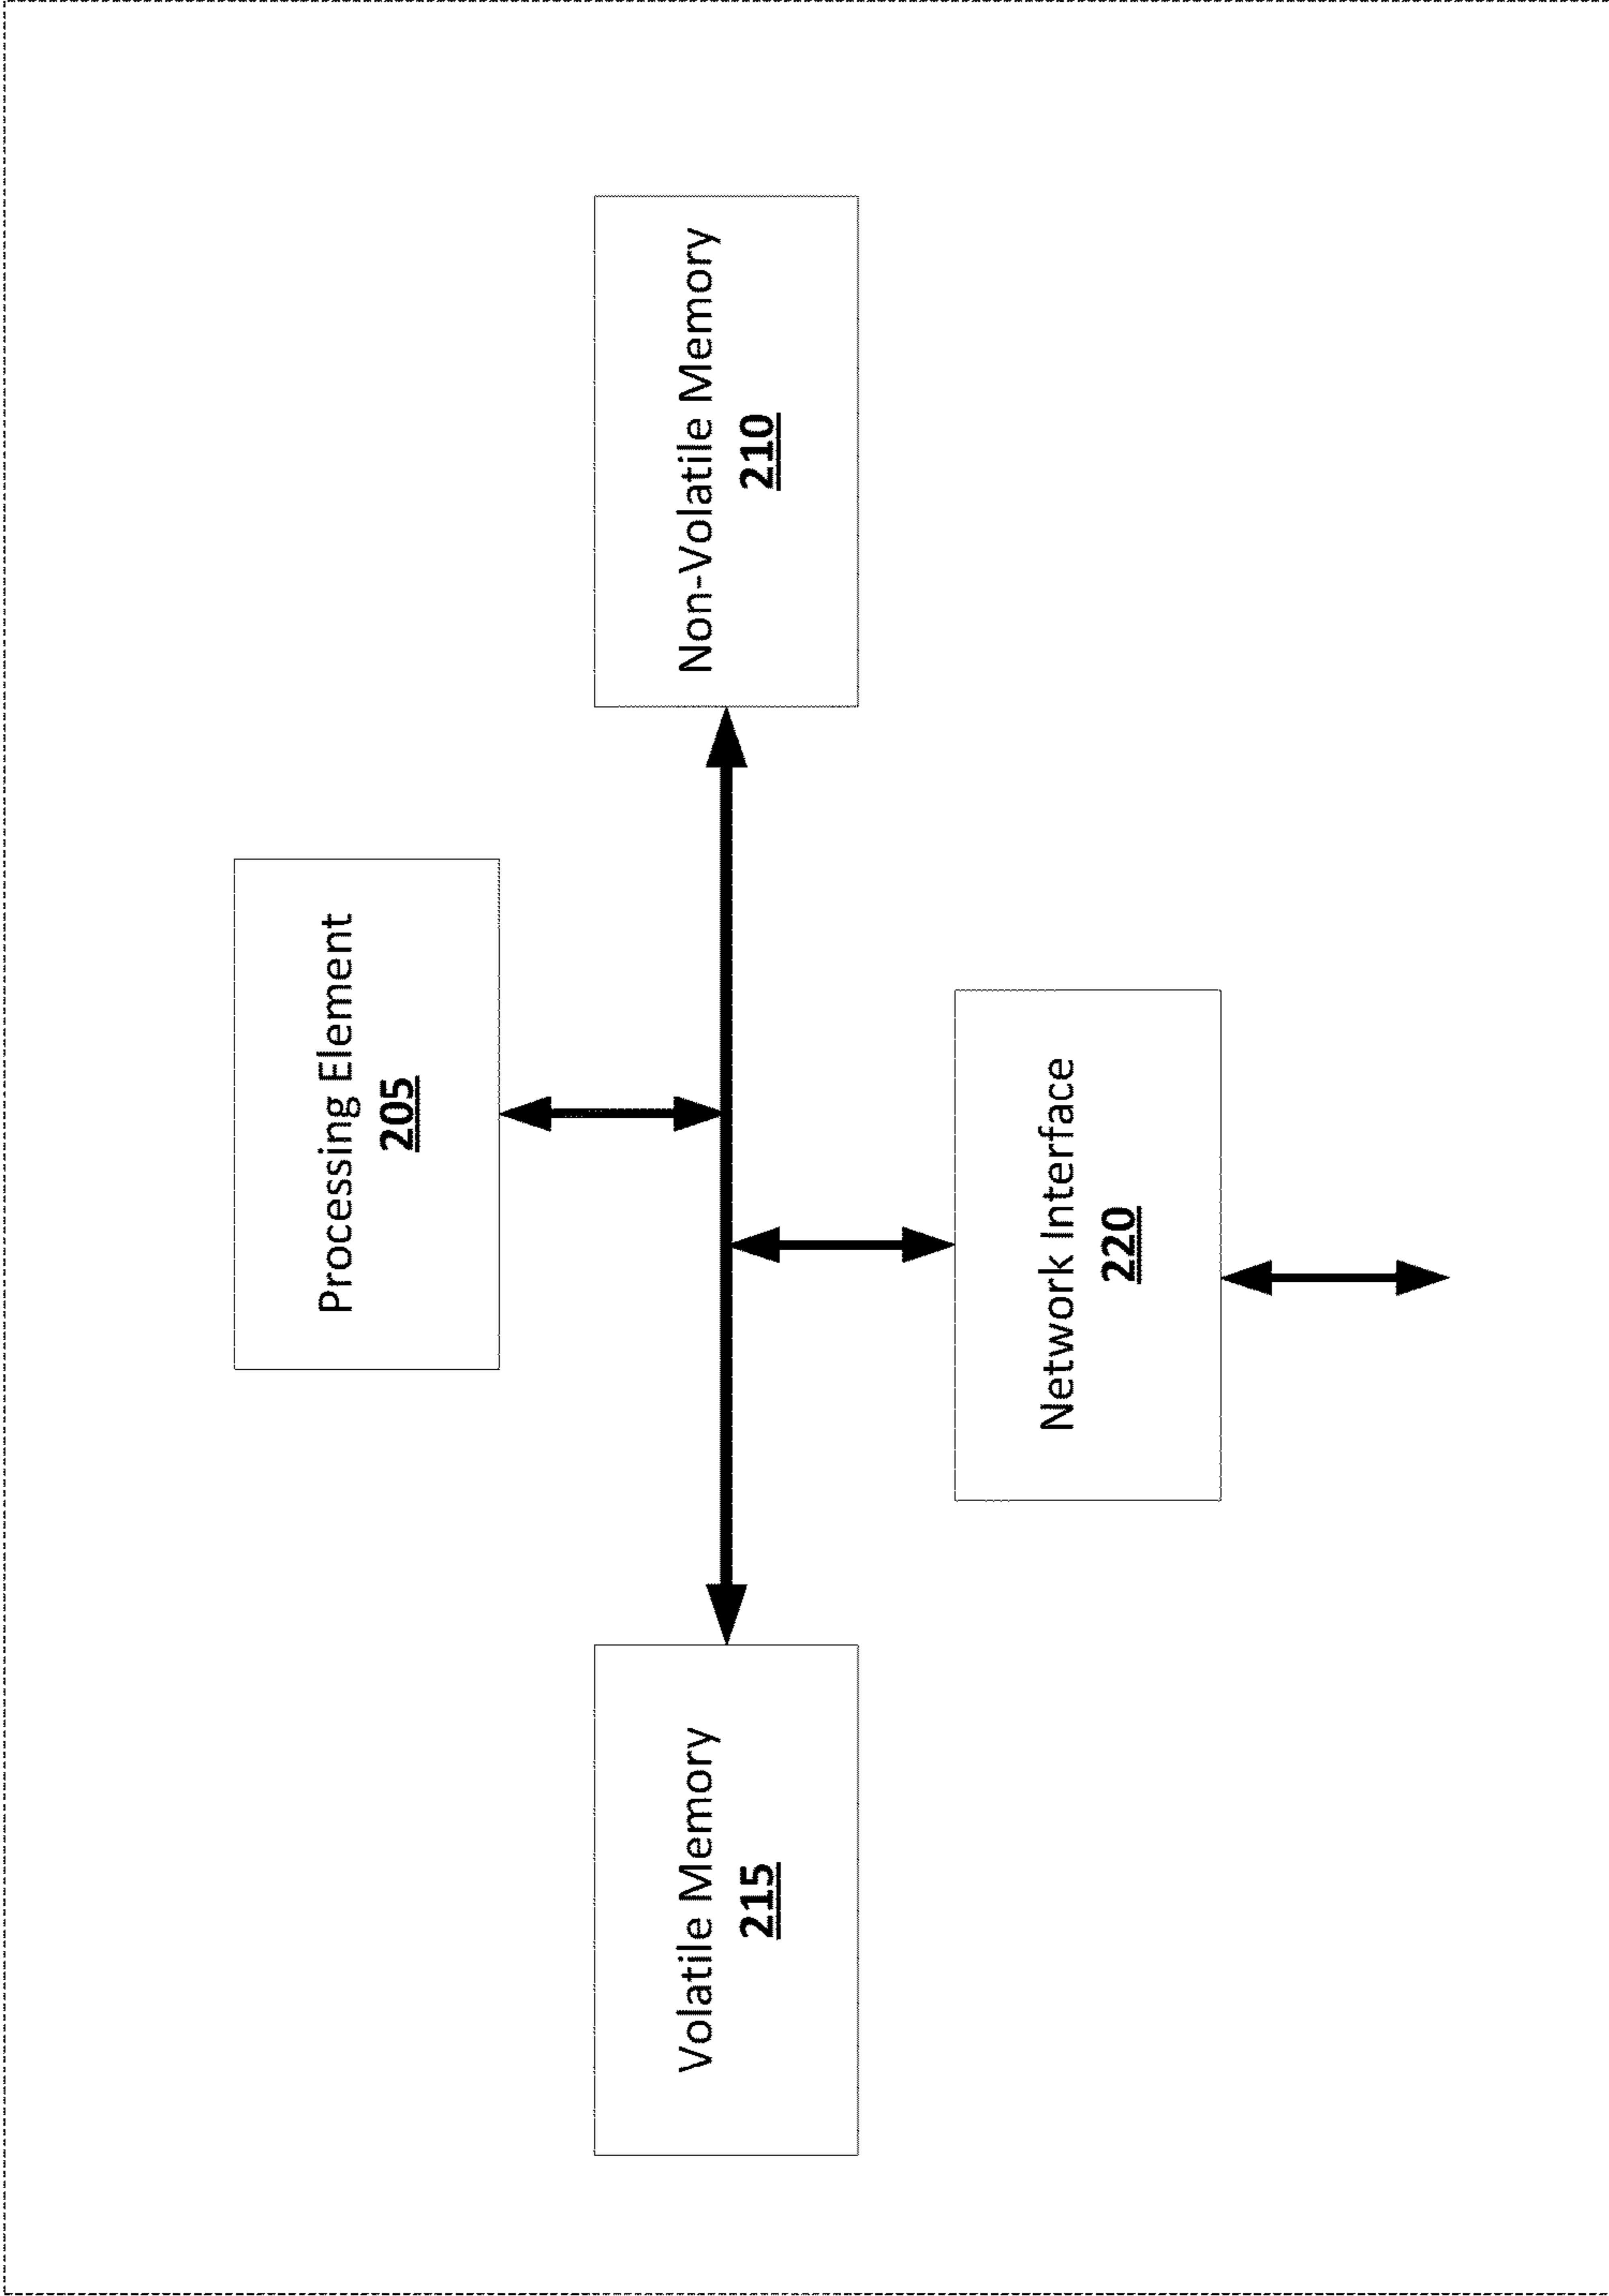 Processing Element
205
Volatile Memory
215
Non-Volatile Memory
210
Network Interface
220